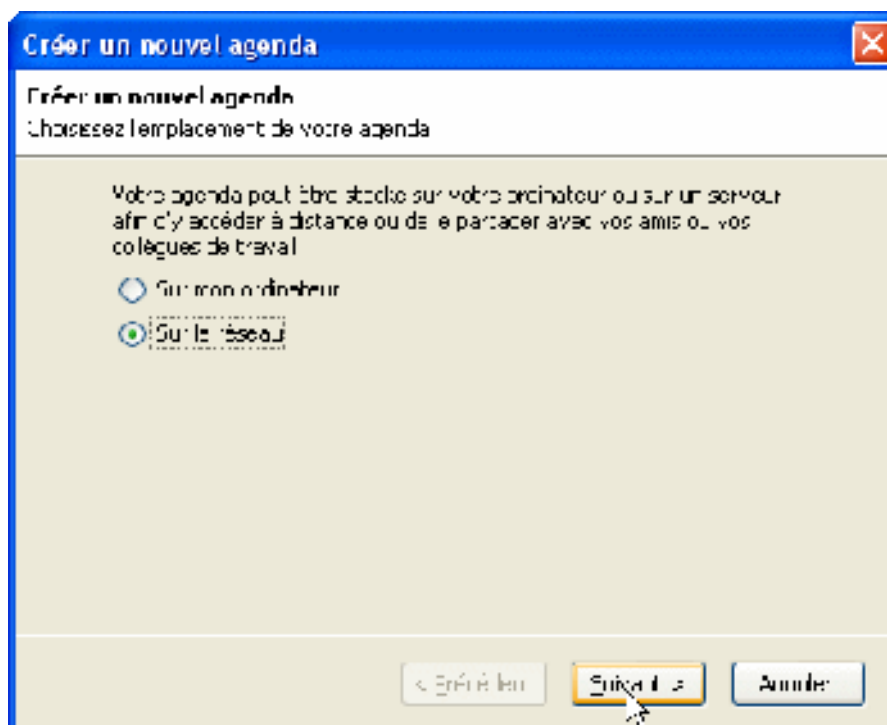 Créer un nouvel agenda
Créer un nouvel agenda
Choisissez l'emplacement de votre agenda
Votre agenda peut être stocké sur votre ordinateur ou sur un serveur
afin d'y accéder à distance ou de le partager avec vos amis ou vos
collègues de travail
Sur mon ordinateur
Sur le réseau
< Précédent
Suivant >
Annuler